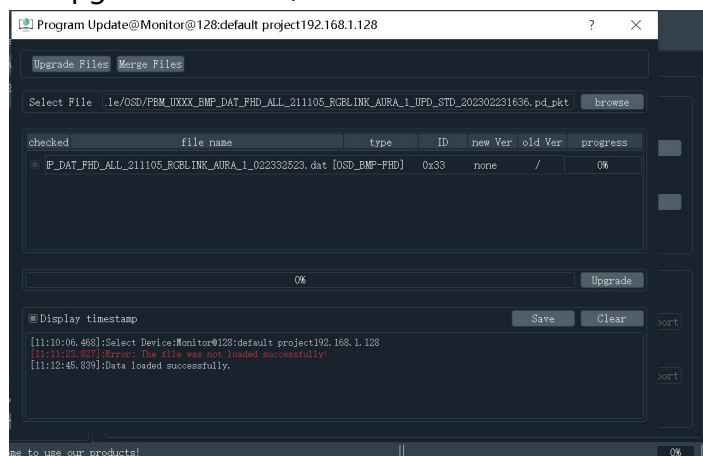 Program Update@Monitor@128:default project192.168.1.128 ? ×
Upgrade Files Merge Files
Select File .le/OSD/PBM_UXXX_BMP_DAT_FHD_ALL_211105_RGBLINK_AURA_1_UPD_STD_202302231636.pd_pkt browse
checked file name type ID new Ver old Ver progress
P_DAT_FHD_ALL_211105_RGBLINK_AURA_1_022332523.dat [OSD_BMP-FHD] 0x33 none / 0%
0% Upgrade
Display timestamp Save Clear
[11:10:06.468]:Select Device:Monitor@128:default project192.168.1.128
[11:11:23.827]:Error: The file was not loaded successfully!
[11:12:45.839]:Data loaded successfully.
port
port
me to use our products! || 0%